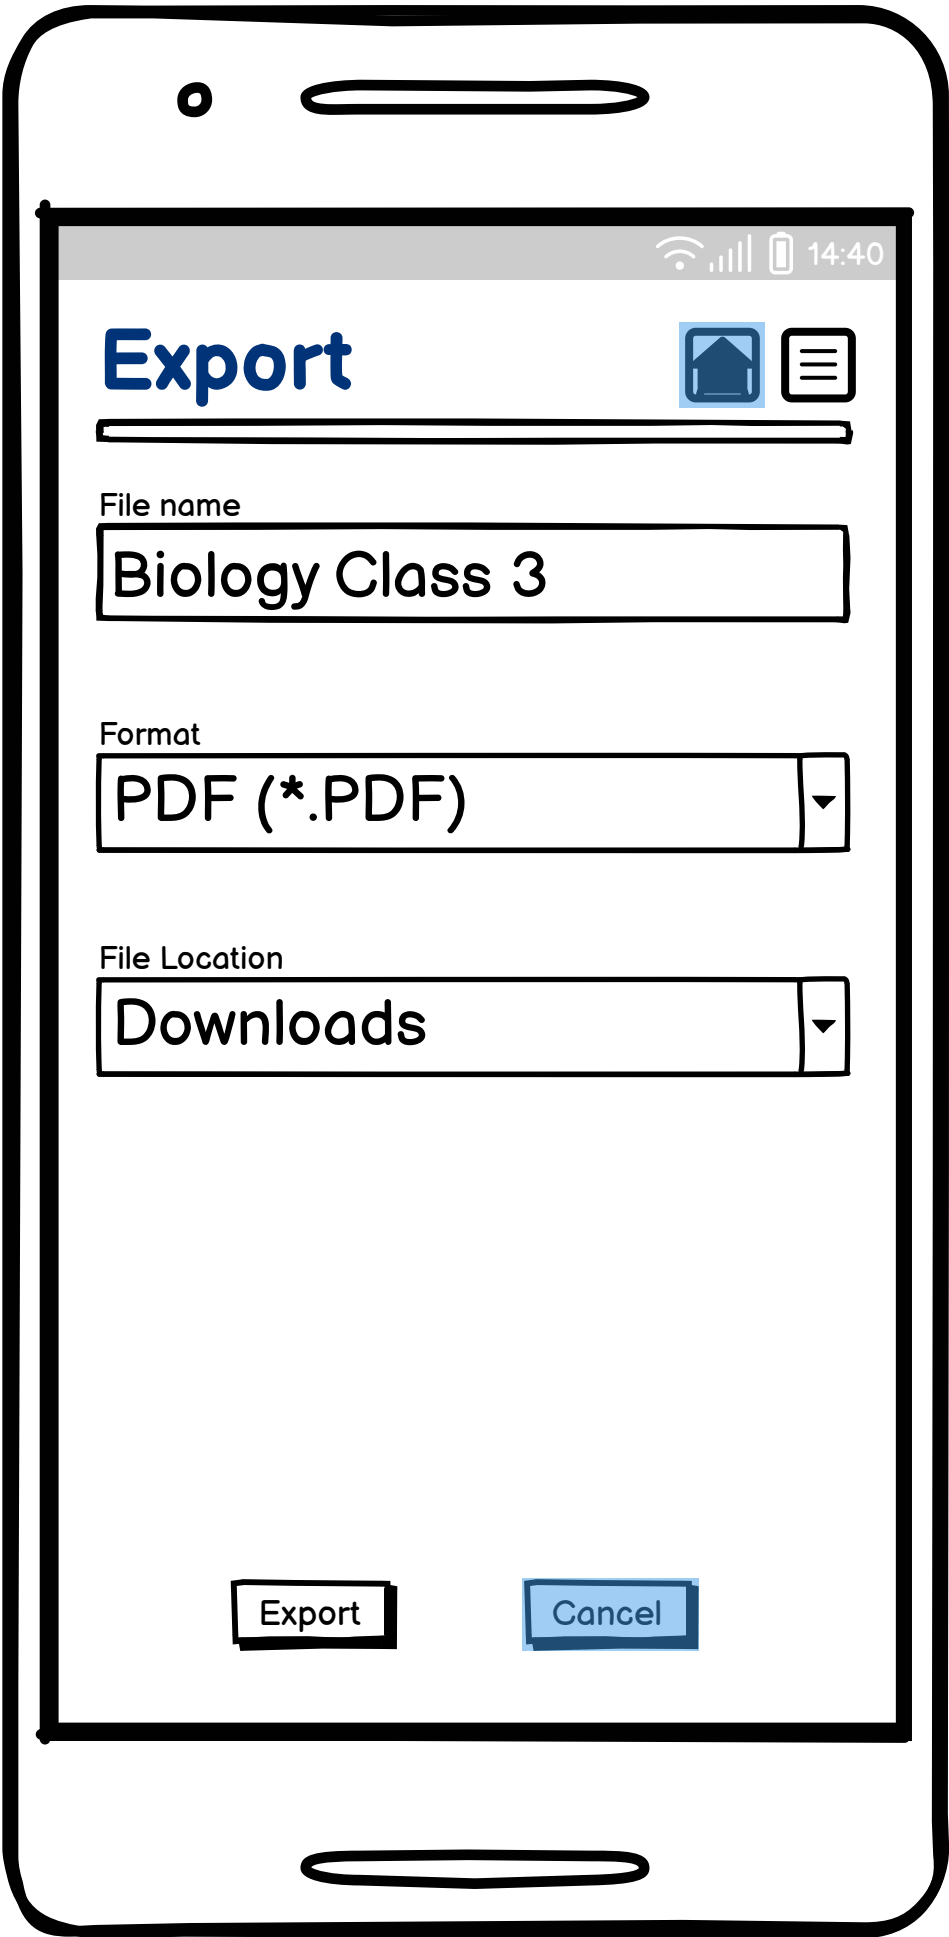 14:40
Export
File name
Biology Class 3
Format
PDF (*.PDF)
File Location
Downloads
Export Cancel